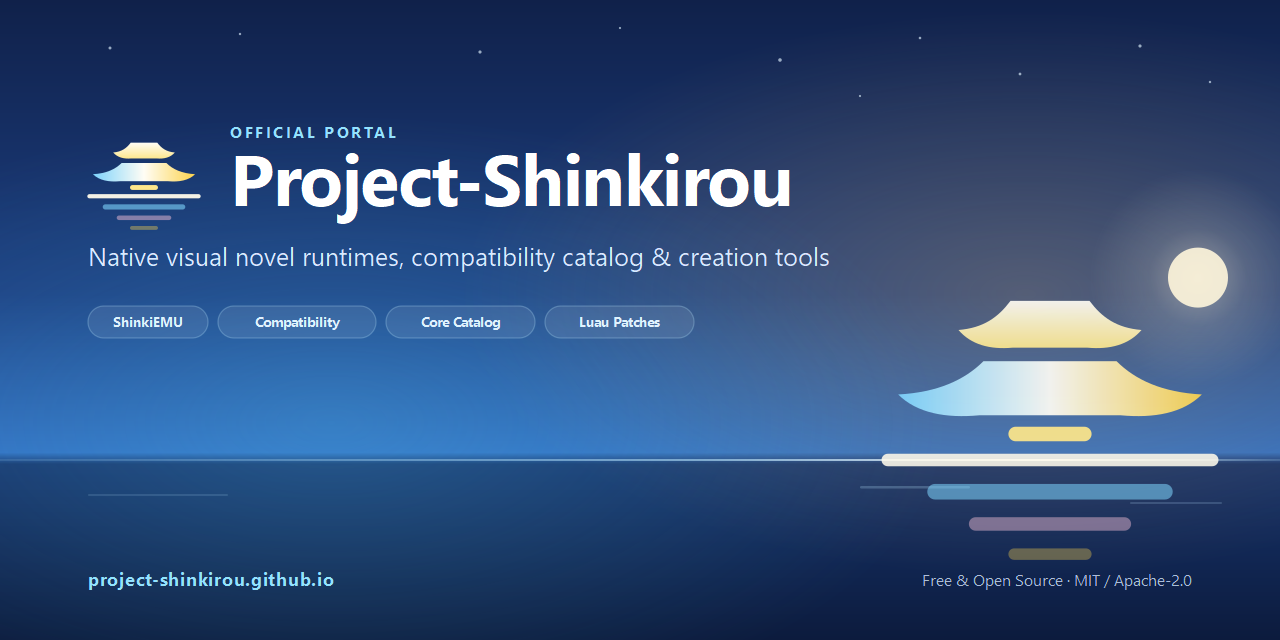 OFFICIAL PORTAL
Project-Shinkirou
Native visual novel runtimes, compatibility catalog & creation tools
ShinkiEMU
Compatibility
Core Catalog
Luau Patches
project-shinkirou.github.io
Free & Open Source · MIT / Apache-2.0